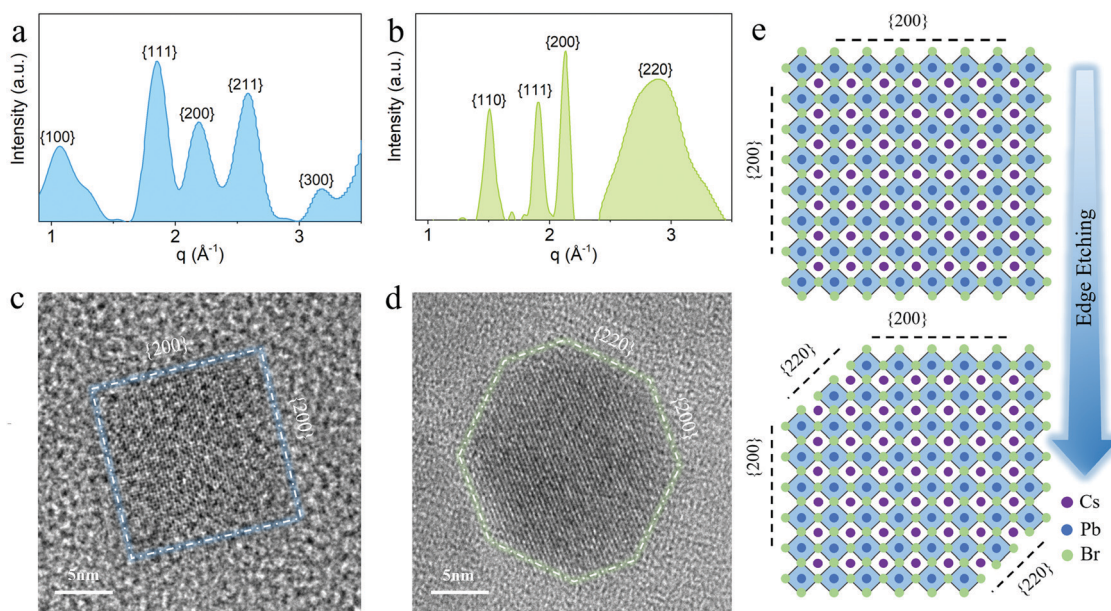 a
Intensity (a.u.)
{100}
{111}
{200}
{211}
{300}
1
2
3
q (Å⁻¹)
b
Intensity (a.u.)
{110}
{111}
{200}
{220}
1
2
3
q (Å⁻¹)
c
{200}
{200}
5nm
d
{220}
{200}
5nm
e
{200}
{200}
Edge Etching
{200}
{220}
{200}
{220}
Cs
Pb
Br